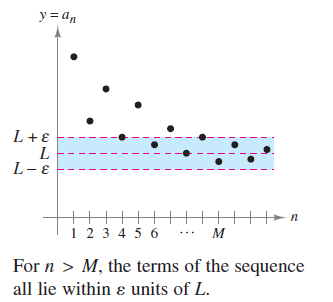 y = aₙ
L + ε
L
L − ε
n
1 2 3 4 5 6 ··· M
For n > M, the terms of the sequence
all lie within ε units of L.